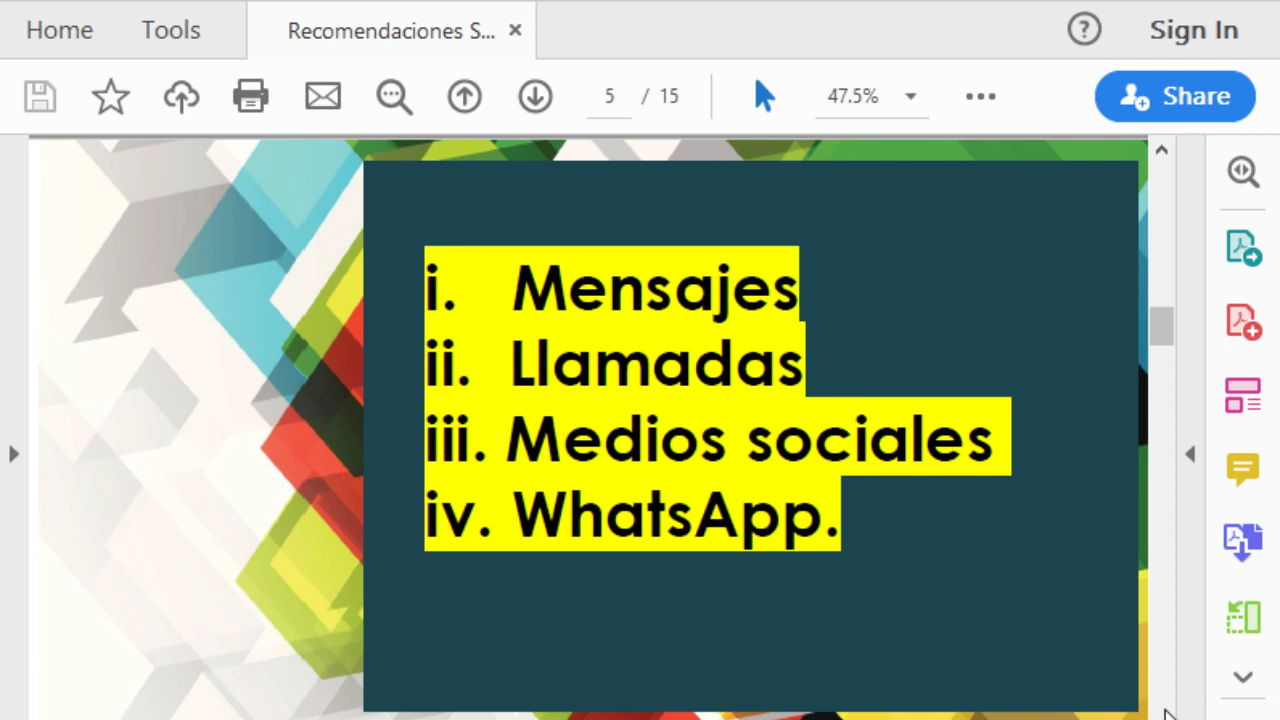 Home Tools Recomendaciones S... Sign In
5 / 15 47.5% Share
i. Mensajes
ii. Llamadas
iii. Medios sociales
iv. WhatsApp.